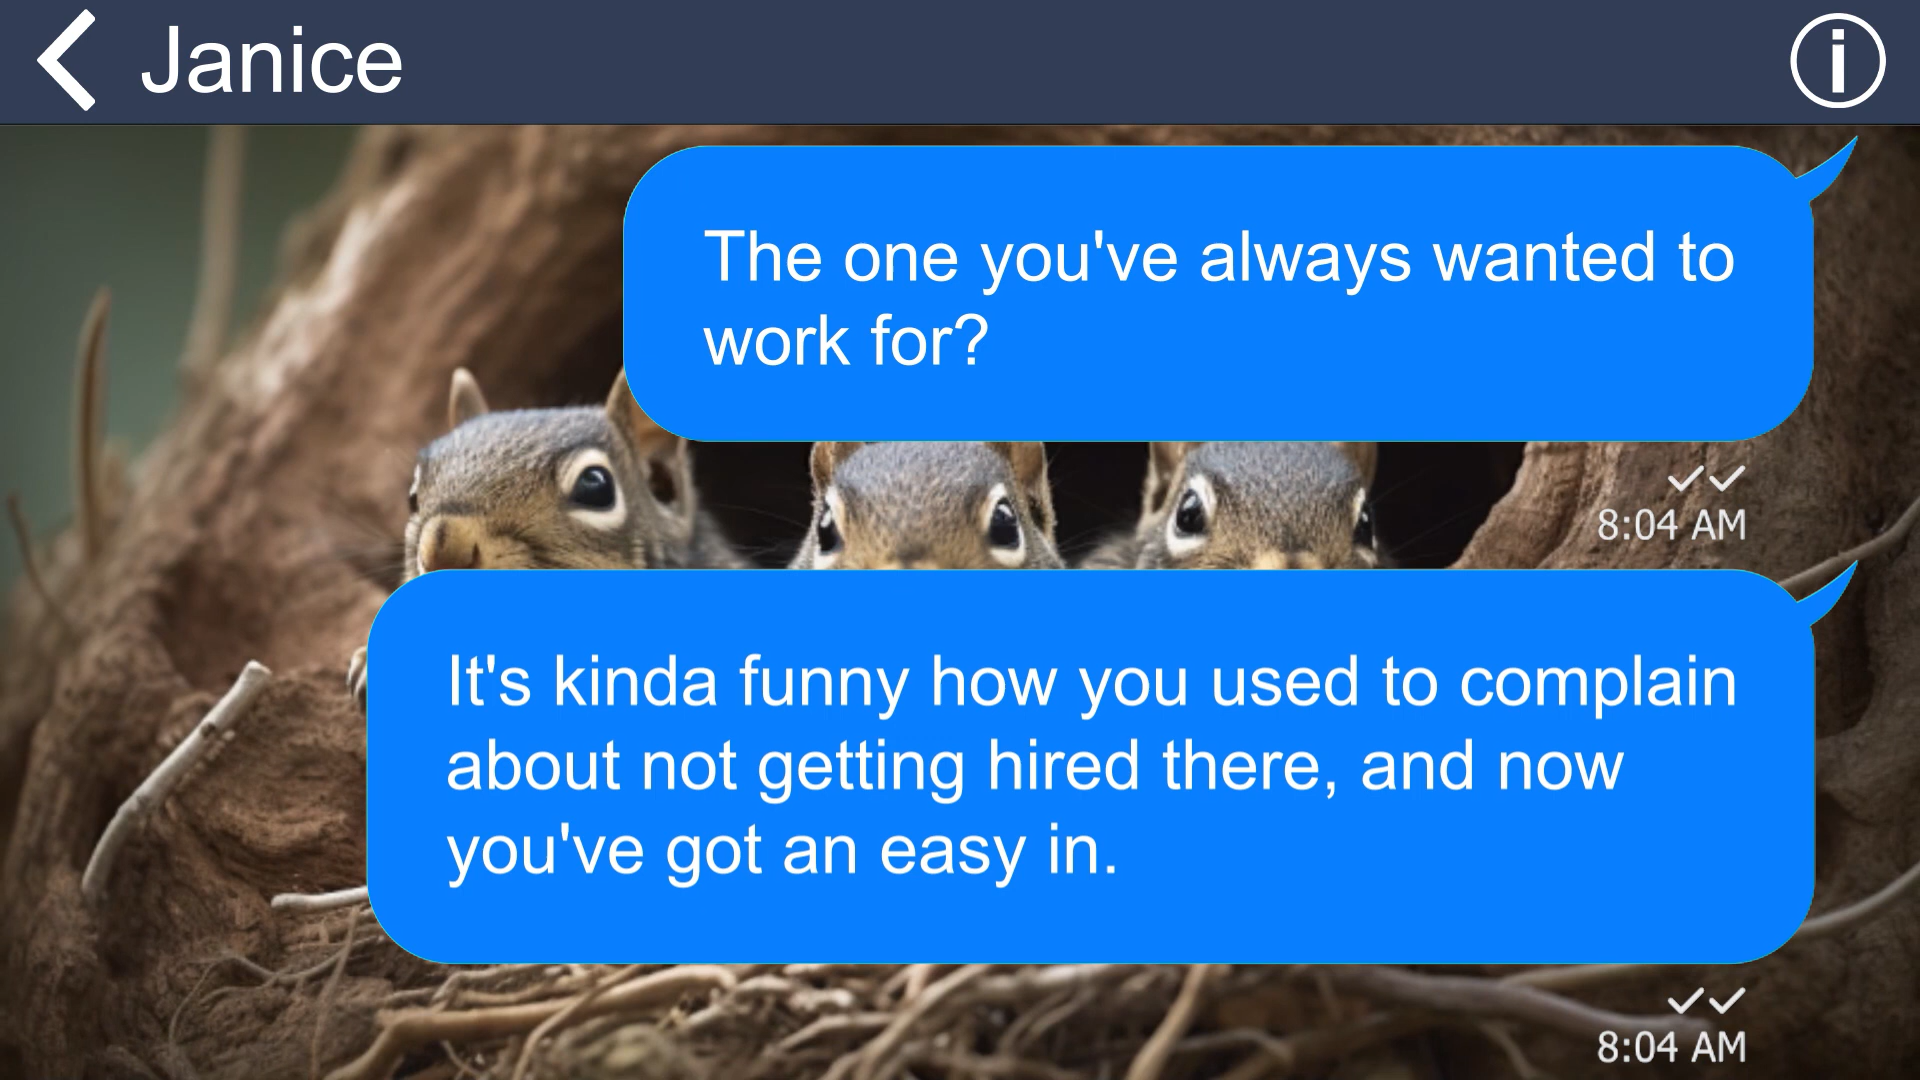 Janice
The one you've always wanted to
work for?
8:04 AM
It's kinda funny how you used to complain
about not getting hired there, and now
you've got an easy in.
8:04 AM